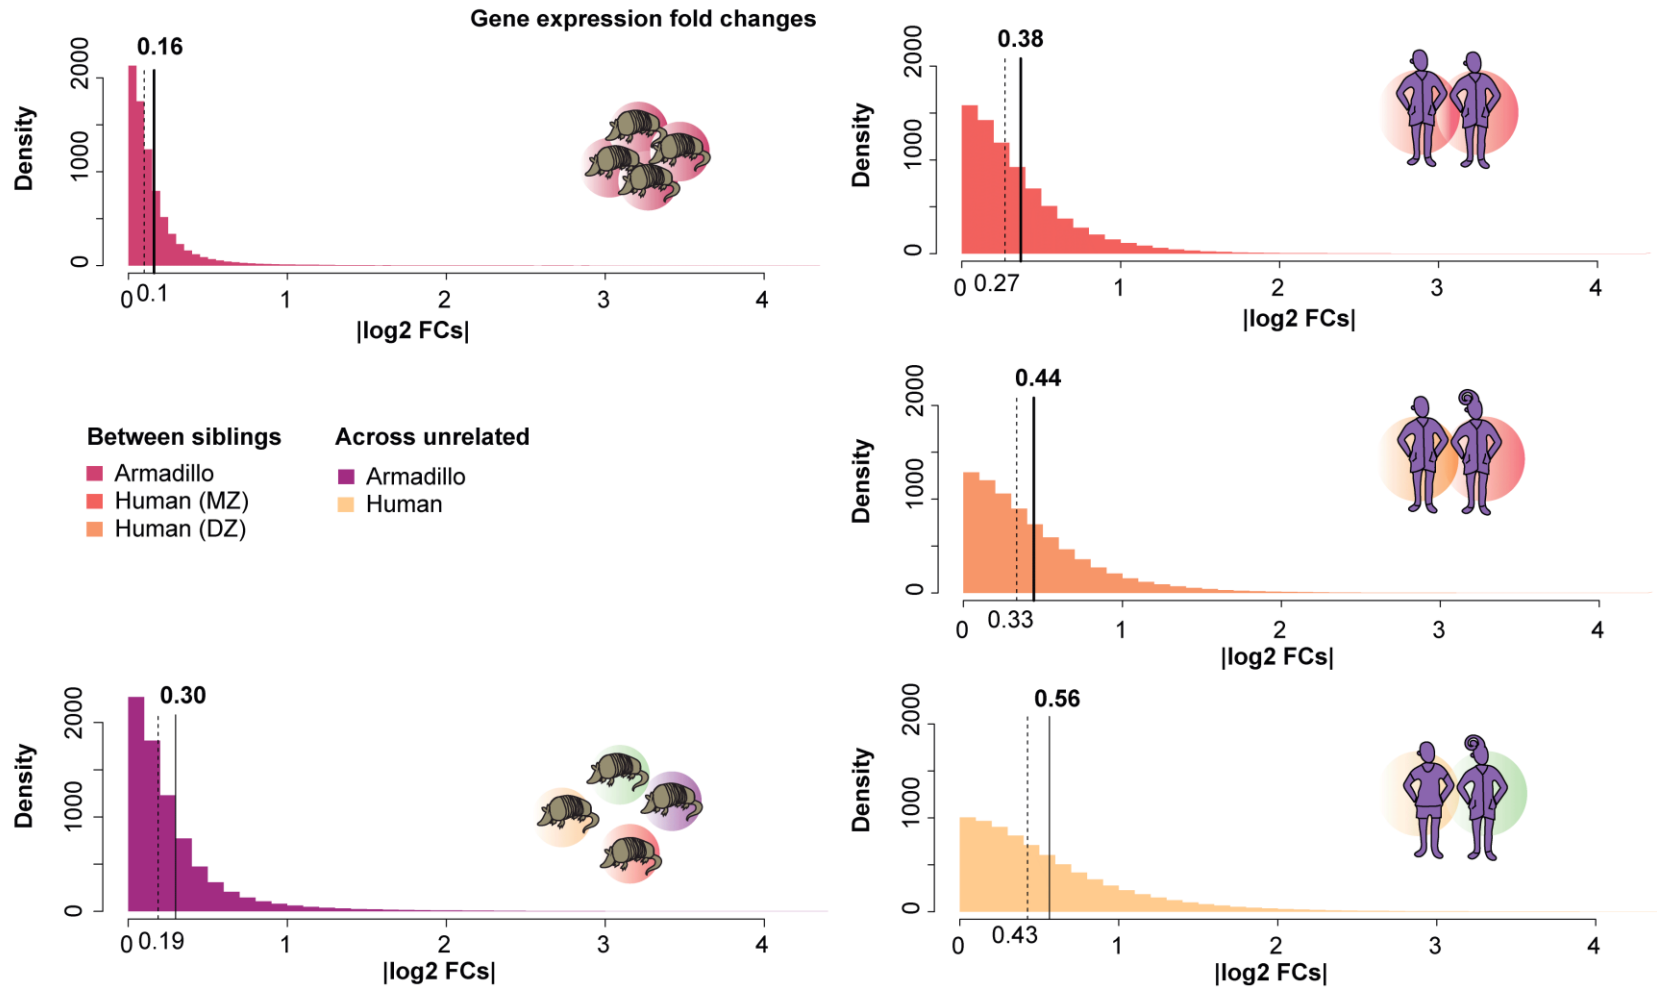 Gene expression fold changes
0.16
Density
0
1000
2000
0
0.1
1
2
3
4
|log2 FCs|
0.38
Density
0
1000
2000
0
0.27
1
2
3
4
|log2 FCs|
Between siblings
Armadillo
Human (MZ)
Human (DZ)
Across unrelated
Armadillo
Human
0.44
Density
0
1000
2000
0
0.33
1
2
3
4
|log2 FCs|
0.30
Density
0
1000
2000
0
0.19
1
2
3
4
|log2 FCs|
0.56
Density
0
1000
2000
0
0.43
1
2
3
4
|log2 FCs|